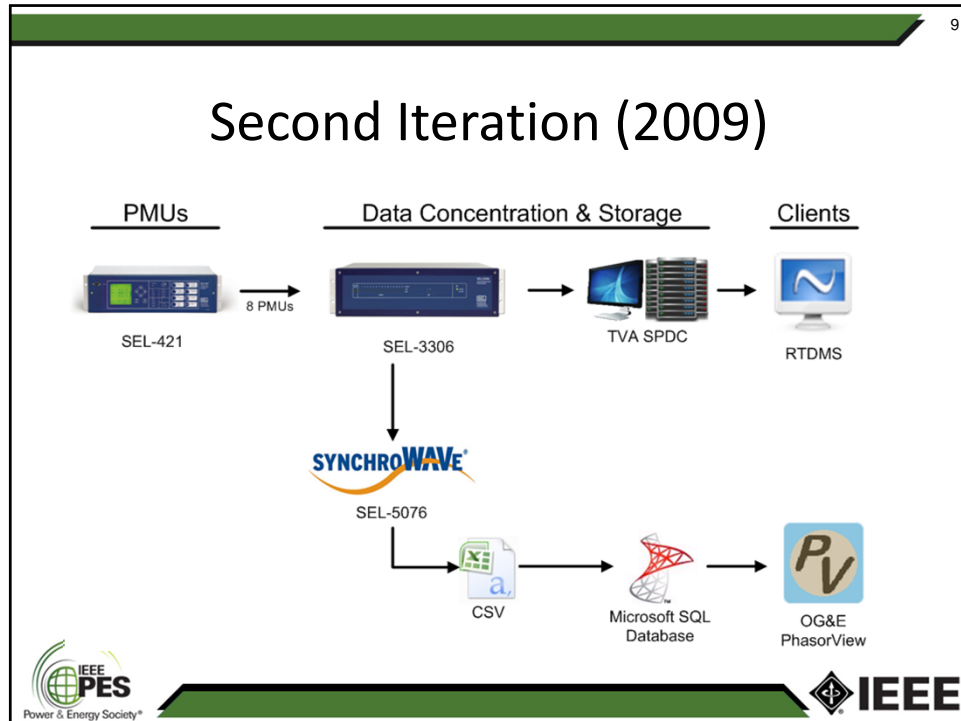 9
Second Iteration (2009)
PMUs
Data Concentration & Storage
Clients
8 PMUs
SEL-421
SEL-3306
TVA SPDC
RTDMS
SYNCHROWAVe®
SEL-5076
X
a,
CSV
Microsoft SQL
Database
PV
OG&E
PhasorView
IEEE
PES
Power & Energy Society®
IEEE